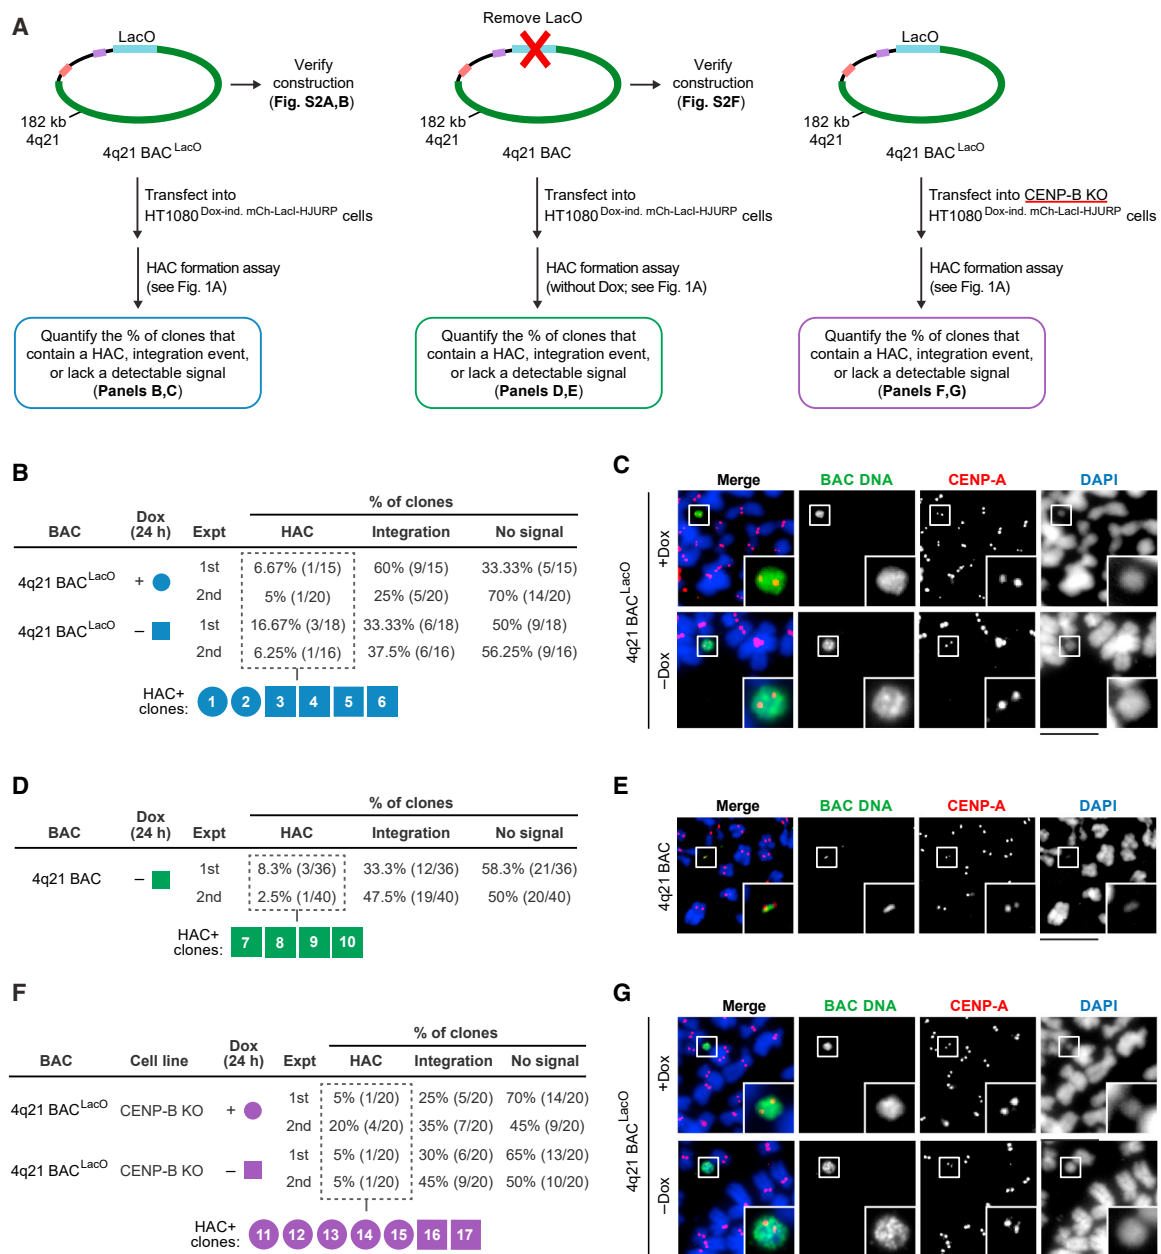 A
LacO
Verify
construction
(Fig. S2A,B)
182 kb
4q21
4q21 BAC LacO
Transfect into
HT1080 Dox-ind. mCh-LacI-HJURP cells
HAC formation assay
(see Fig. 1A)
Quantify the % of clones that
contain a HAC, integration event,
or lack a detectable signal
(Panels B,C)
Remove LacO
Verify
construction
(Fig. S2F)
182 kb
4q21
4q21 BAC
Transfect into
HT1080 Dox-ind. mCh-LacI-HJURP cells
HAC formation assay
(without Dox; see Fig. 1A)
Quantify the % of clones that
contain a HAC, integration event,
or lack a detectable signal
(Panels D,E)
LacO
182 kb
4q21
4q21 BAC LacO
Transfect into CENP-B KO
HT1080 Dox-ind. mCh-LacI-HJURP cells
HAC formation assay
(see Fig. 1A)
Quantify the % of clones that
contain a HAC, integration event,
or lack a detectable signal
(Panels F,G)
B
% of clones
BAC Dox (24 h) Expt HAC Integration No signal
4q21 BAC LacO + 1st 6.67% (1/15) 60% (9/15) 33.33% (5/15)
2nd 5% (1/20) 25% (5/20) 70% (14/20)
4q21 BAC LacO – 1st 16.67% (3/18) 33.33% (6/18) 50% (9/18)
2nd 6.25% (1/16) 37.5% (6/16) 56.25% (9/16)
HAC+
clones: 1 2 3 4 5 6
C
Merge BAC DNA CENP-A DAPI
4q21 BAC LacO
+Dox
–Dox
D
% of clones
BAC Dox (24 h) Expt HAC Integration No signal
4q21 BAC – 1st 8.3% (3/36) 33.3% (12/36) 58.3% (21/36)
2nd 2.5% (1/40) 47.5% (19/40) 50% (20/40)
HAC+
clones: 7 8 9 10
E
Merge BAC DNA CENP-A DAPI
4q21 BAC
F
% of clones
BAC Cell line Dox (24 h) Expt HAC Integration No signal
4q21 BAC LacO CENP-B KO + 1st 5% (1/20) 25% (5/20) 70% (14/20)
2nd 20% (4/20) 35% (7/20) 45% (9/20)
4q21 BAC LacO CENP-B KO – 1st 5% (1/20) 30% (6/20) 65% (13/20)
2nd 5% (1/20) 45% (9/20) 50% (10/20)
HAC+
clones: 11 12 13 14 15 16 17
G
Merge BAC DNA CENP-A DAPI
4q21 BAC LacO
+Dox
–Dox